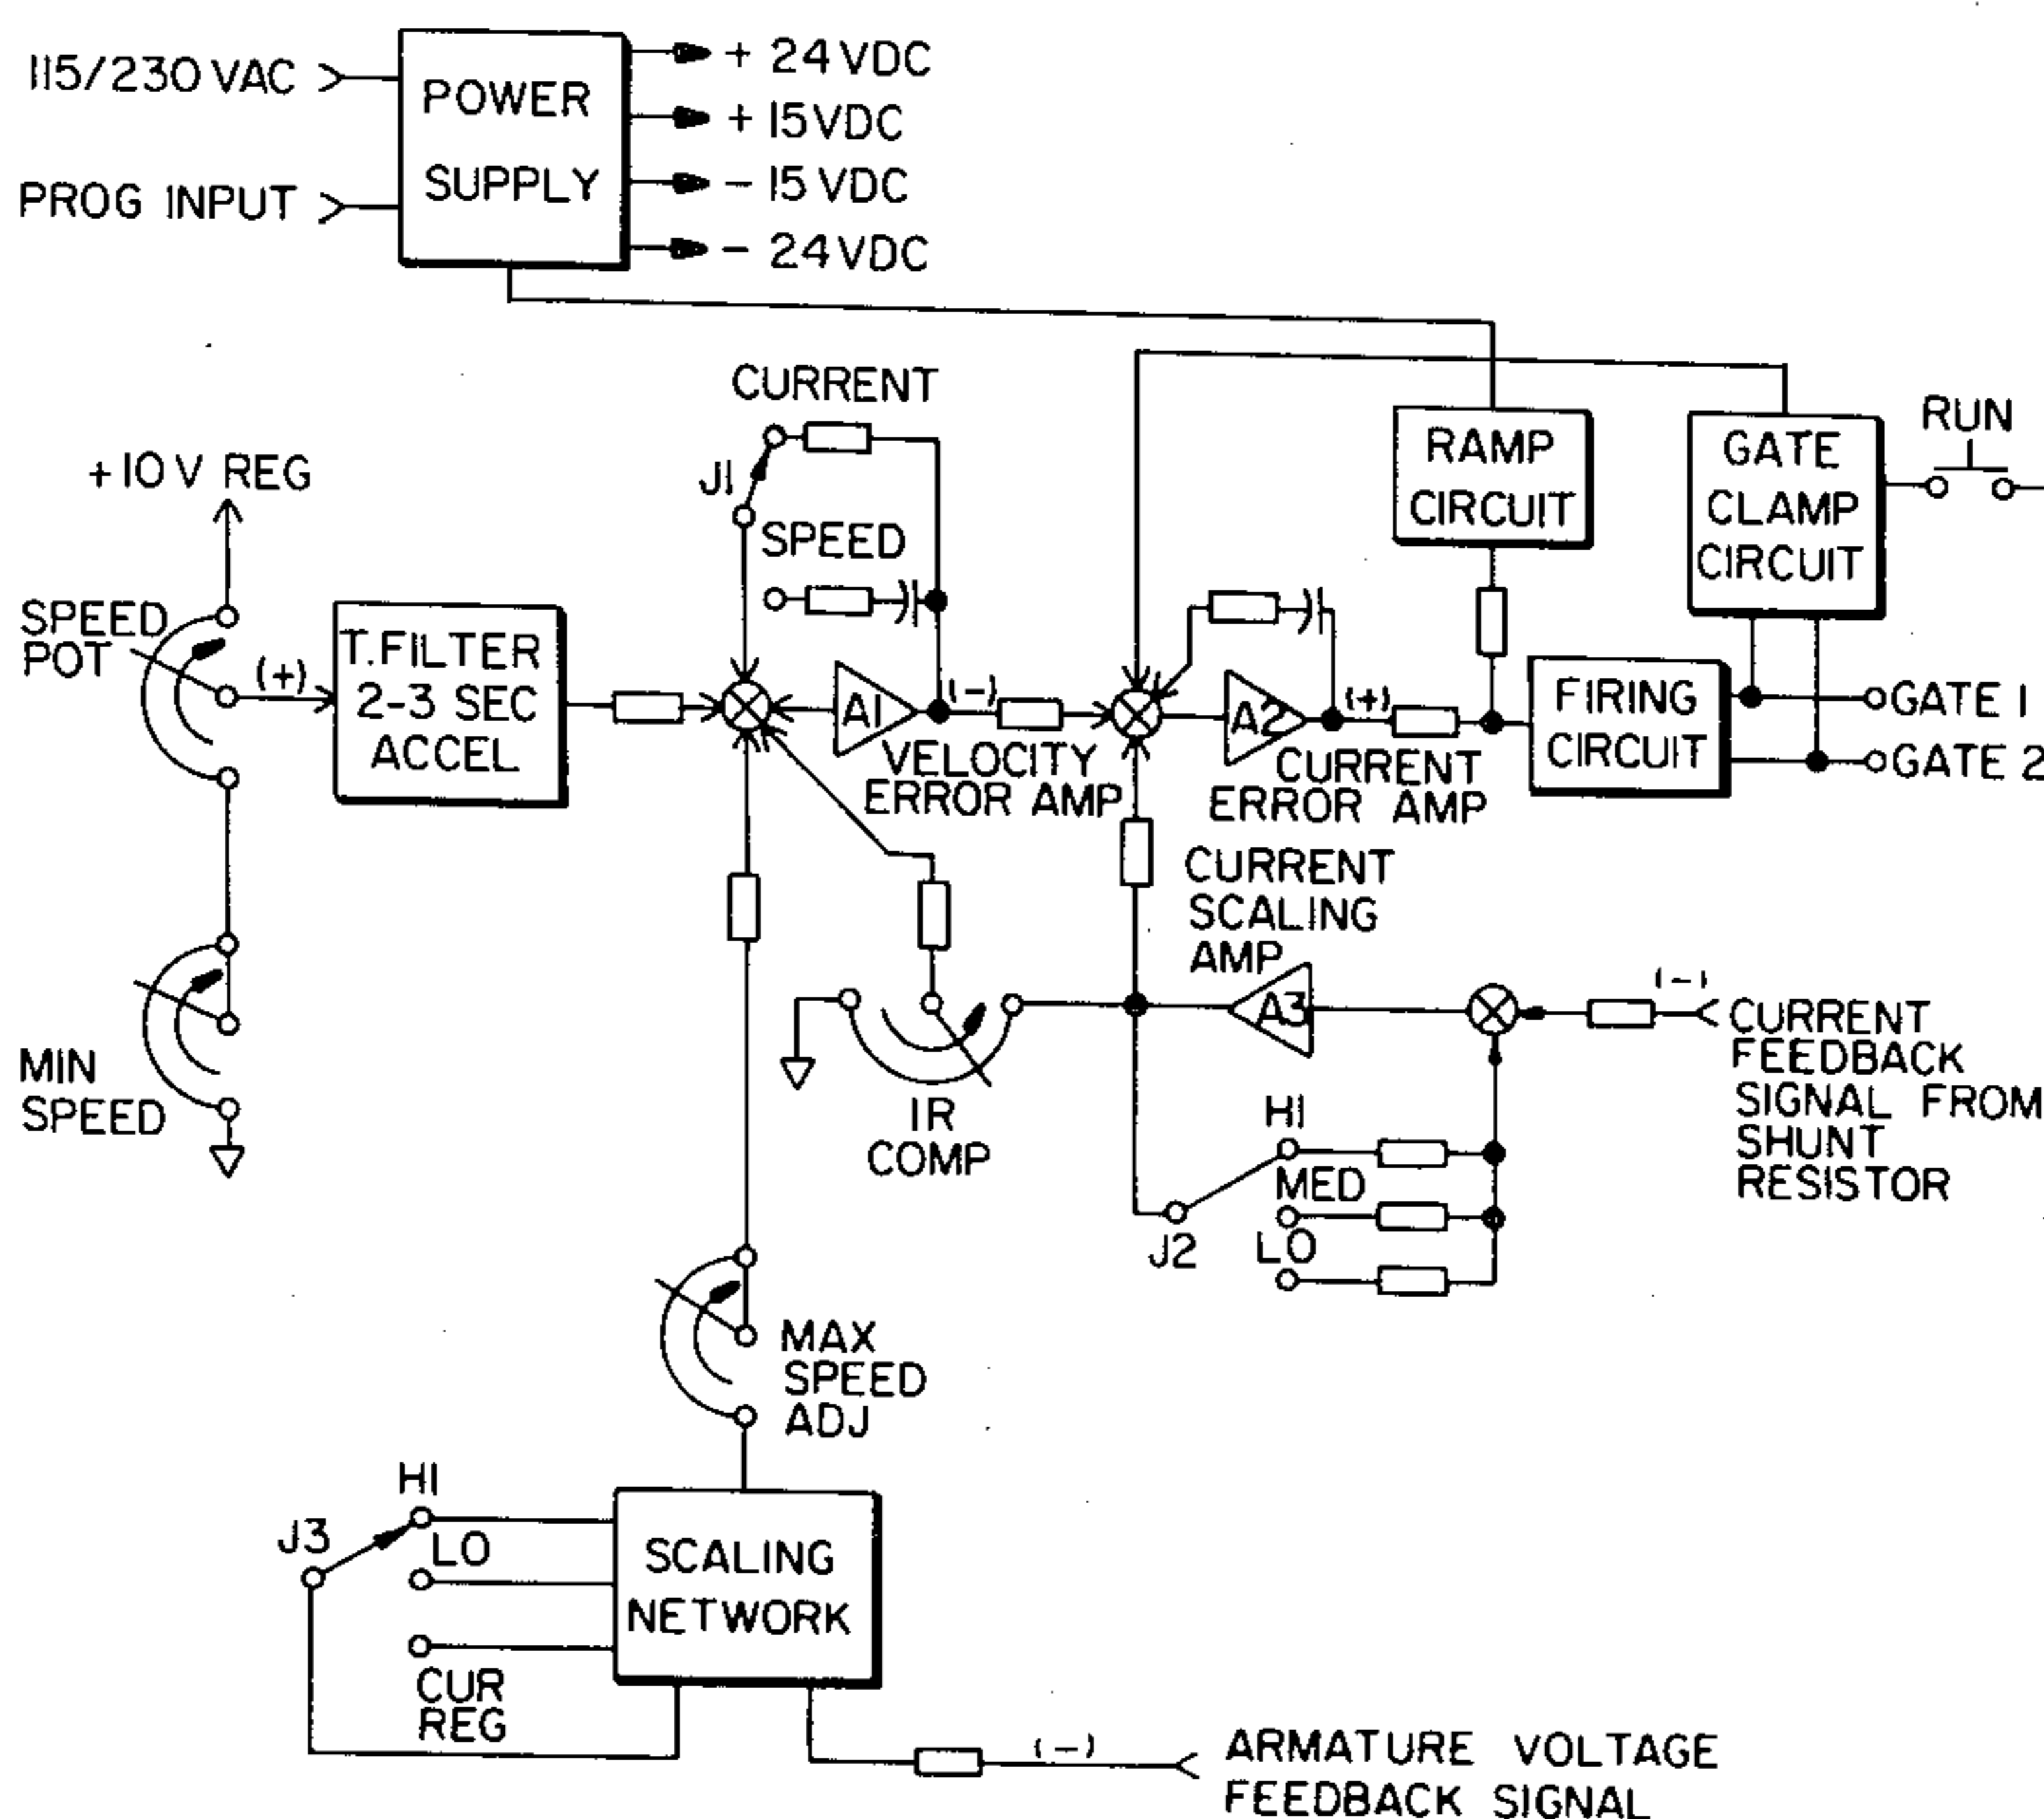 115/230 VAC
PROG INPUT
POWER
SUPPLY
+ 24 VDC
+ 15 VDC
- 15 VDC
- 24 VDC
+10 V REG
SPEED
POT
(+)
T. FILTER
2-3 SEC
ACCEL
MIN
SPEED
CURRENT
J1
SPEED
A1
(-)
VELOCITY
ERROR AMP
A2
(+)
CURRENT
ERROR AMP
RAMP
CIRCUIT
GATE
CLAMP
CIRCUIT
RUN
FIRING
CIRCUIT
GATE 1
GATE 2
CURRENT
SCALING
AMP
A3
(-)
CURRENT
FEEDBACK
SIGNAL FROM
SHUNT
RESISTOR
IR
COMP
HI
MED
LO
J2
MAX
SPEED
ADJ
HI
J3
LO
CUR
REG
SCALING
NETWORK
(-)
ARMATURE VOLTAGE
FEEDBACK SIGNAL